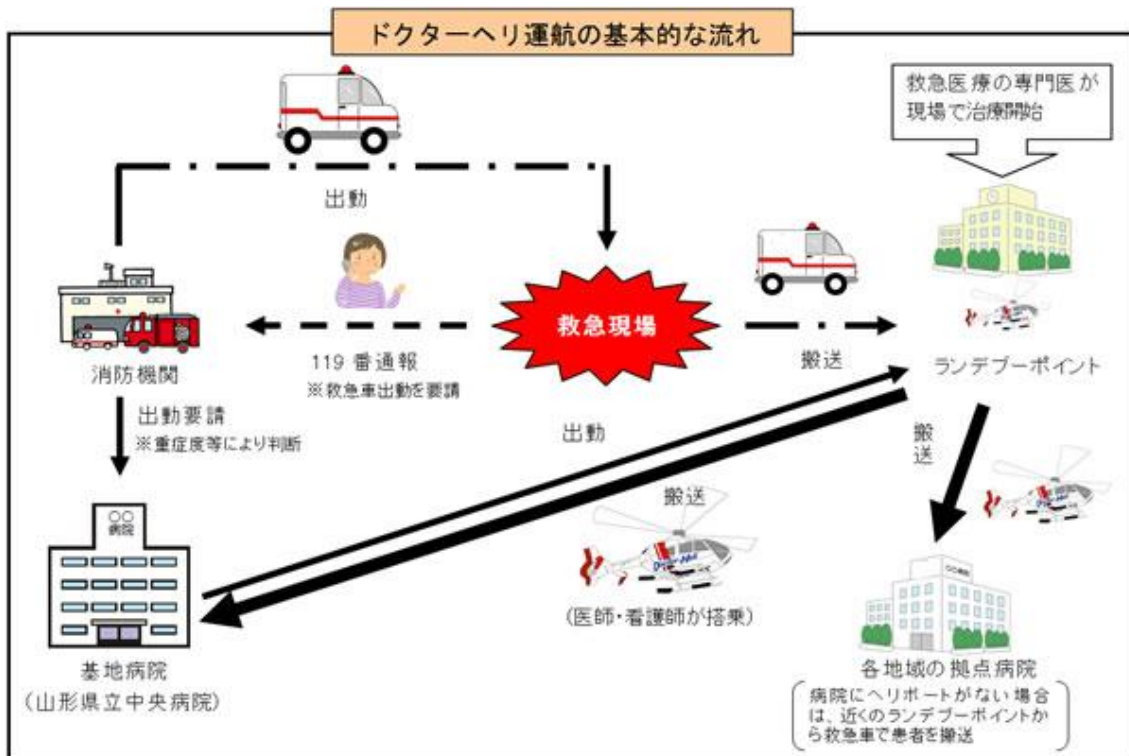 ドクターヘリ運航の基本的な流れ
救急医療の専門医が
現場で治療開始
出動
救急現場
119番通報
※救急車出動を要請
搬送
ランデブーポイント
消防機関
出動要請
※重症度等により判断
出動
搬送
搬送
(医師・看護師が搭乗)
○○
病院
基地病院
(山形県立中央病院)
○○病院
各地域の拠点病院
病院にヘリポートがない場合
は、近くのランデブーポイントか
ら救急車で患者を搬送